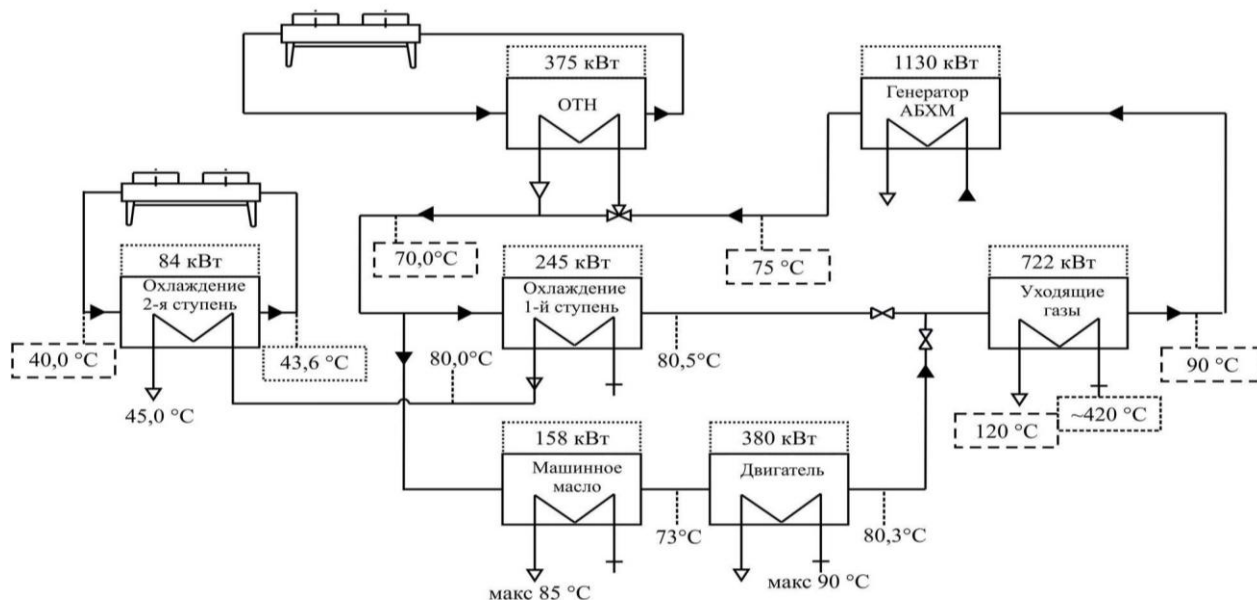 375 кВт
ОТН
1130 кВт
Генератор
АБХМ
70,0°C
75 °C
84 кВт
Охлаждение
2-я ступень
40,0 °C
43,6 °C
45,0 °C
80,0°C
245 кВт
Охлаждение
1-й ступень
80,5°C
722 кВт
Уходящие
газы
90 °C
120 °C
~420 °C
158 кВт
Машинное
масло
макс 85 °C
73°C
380 кВт
Двигатель
80,3°C
макс 90 °C